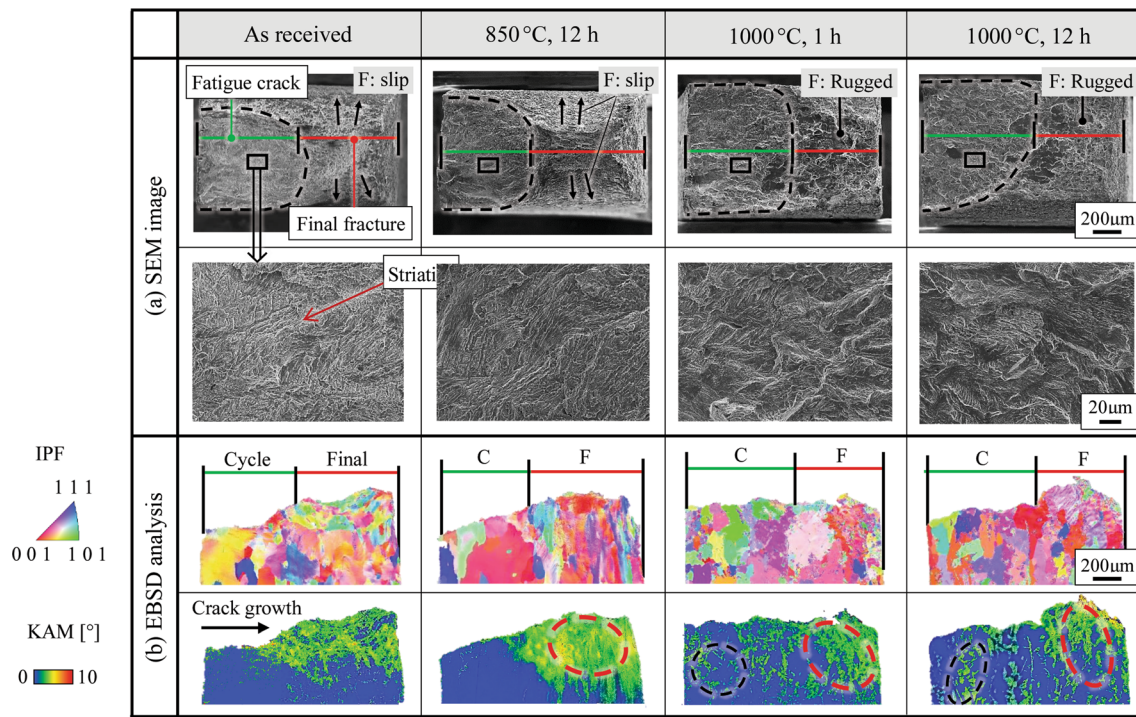 As received
850 °C, 12 h
1000 °C, 1 h
1000 °C, 12 h
(a) SEM image
Fatigue crack
F: slip
F: slip
F: Rugged
F: Rugged
Final fracture
200um
Striati
20um
(b) EBSD analysis
IPF
1 1 1
0 0 1
1 0 1
Cycle
Final
C
F
C
F
C
F
200um
KAM [°]
0
10
Crack growth